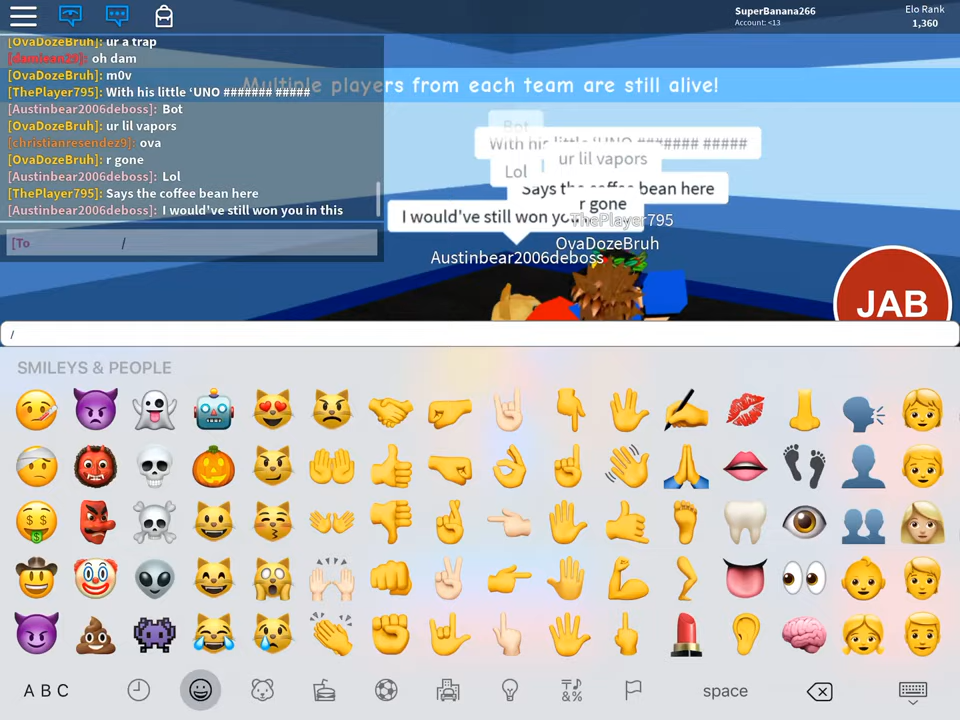 SuperBanana266
Account: <13
Elo Rank
1,360
[OvaDozeBruh]: ur a trap
[damisan29]: oh dam
[OvaDozeBruh]: m0v
[ThePlayer795]: With his little 'UNO ####### #####
[Austinbear2006deboss]: Bot
[OvaDozeBruh]: ur lil vapors
[christianresendez9]: ova
[OvaDozeBruh]: r gone
[Austinbear2006deboss]: Lol
[ThePlayer795]: Says the coffee bean here
[Austinbear2006deboss]: I would've still won you in this
[To /
Multiple players from each team are still alive!
Bot
With his little 'UNO ####### #####
ur lil vapors
Lol
Says the coffee bean here
r gone
I would've still won you
ThePlayer795
OvaDozeBruh
Austinbear2006deboss
JAB
/
SMILEYS & PEOPLE
ABC
space